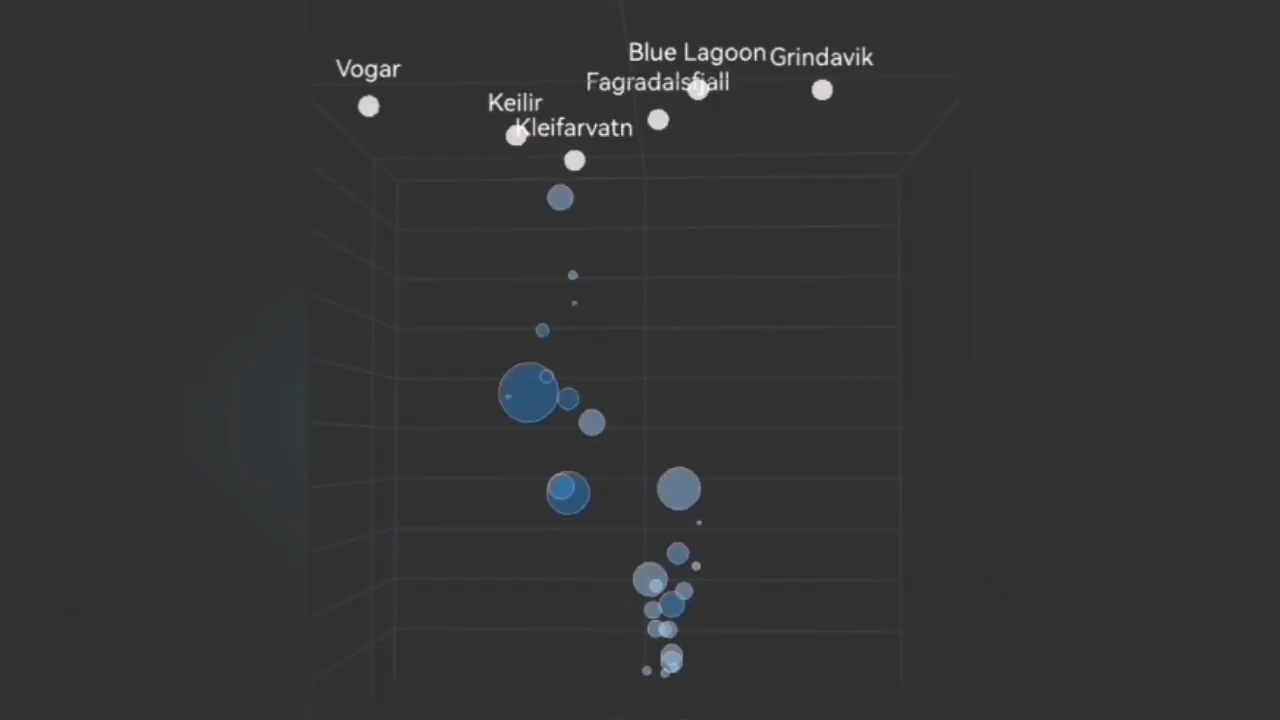 Blue Lagoon
Grindavik
Vogar
Fagradalsfjall
Keilir
Kleifarvatn